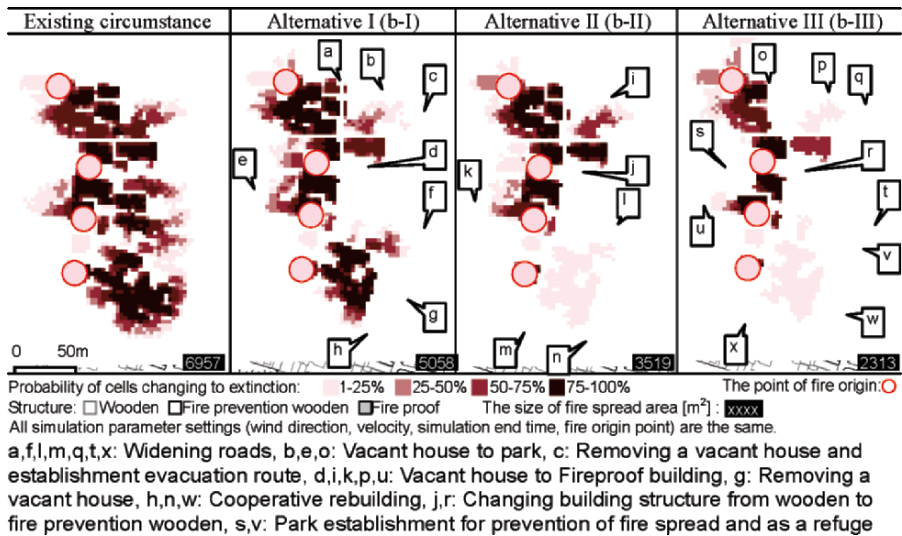 Existing circumstance
Alternative I (b-I)
Alternative II (b-II)
Alternative III (b-III)
a
b
c
d
e
f
g
h
i
j
k
l
m
n
o
p
q
r
s
t
u
v
w
x
0 50m
6957
5058
3519
2313
Probability of cells changing to extinction: 1-25% 25-50% 50-75% 75-100% The point of fire origin:
Structure: Wooden Fire prevention wooden Fire proof The size of fire spread area [m²] : xxxx
All simulation parameter settings (wind direction, velocity, simulation end time, fire origin point) are the same.
a,f,l,m,q,t,x: Widening roads, b,e,o: Vacant house to park, c: Removing a vacant house and
establishment evacuation route, d,i,k,p,u: Vacant house to Fireproof building, g: Removing a
vacant house, h,n,w: Cooperative rebuilding, j,r: Changing building structure from wooden to
fire prevention wooden, s,v: Park establishment for prevention of fire spread and as a refuge